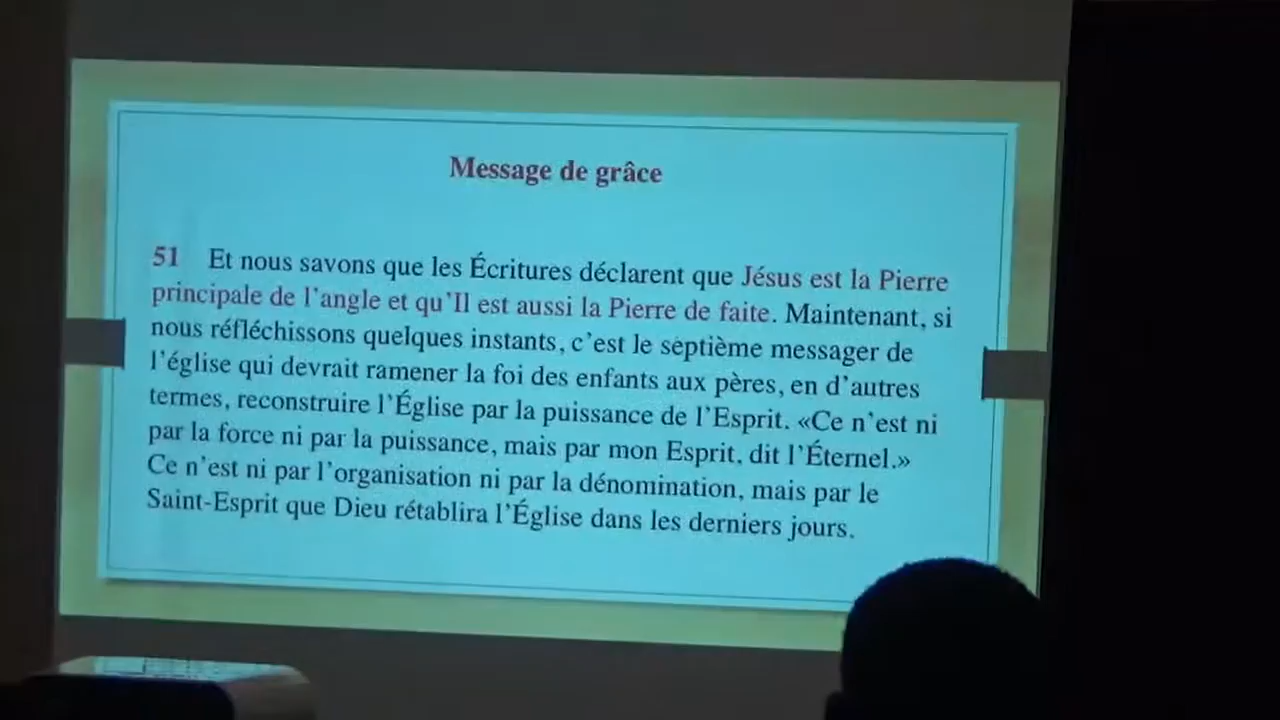 Message de grâce
51 Et nous savons que les Écritures déclarent que Jésus est la Pierre
principale de l'angle et qu'Il est aussi la Pierre de faite. Maintenant, si
nous réfléchissons quelques instants, c'est le septième messager de
l'église qui devrait ramener la foi des enfants aux pères, en d'autres
termes, reconstruire l'Église par la puissance de l'Esprit. «Ce n'est ni
par la force ni par la puissance, mais par mon Esprit, dit l'Éternel.»
Ce n'est ni par l'organisation ni par la dénomination, mais par le
Saint-Esprit que Dieu rétablira l'Église dans les derniers jours.